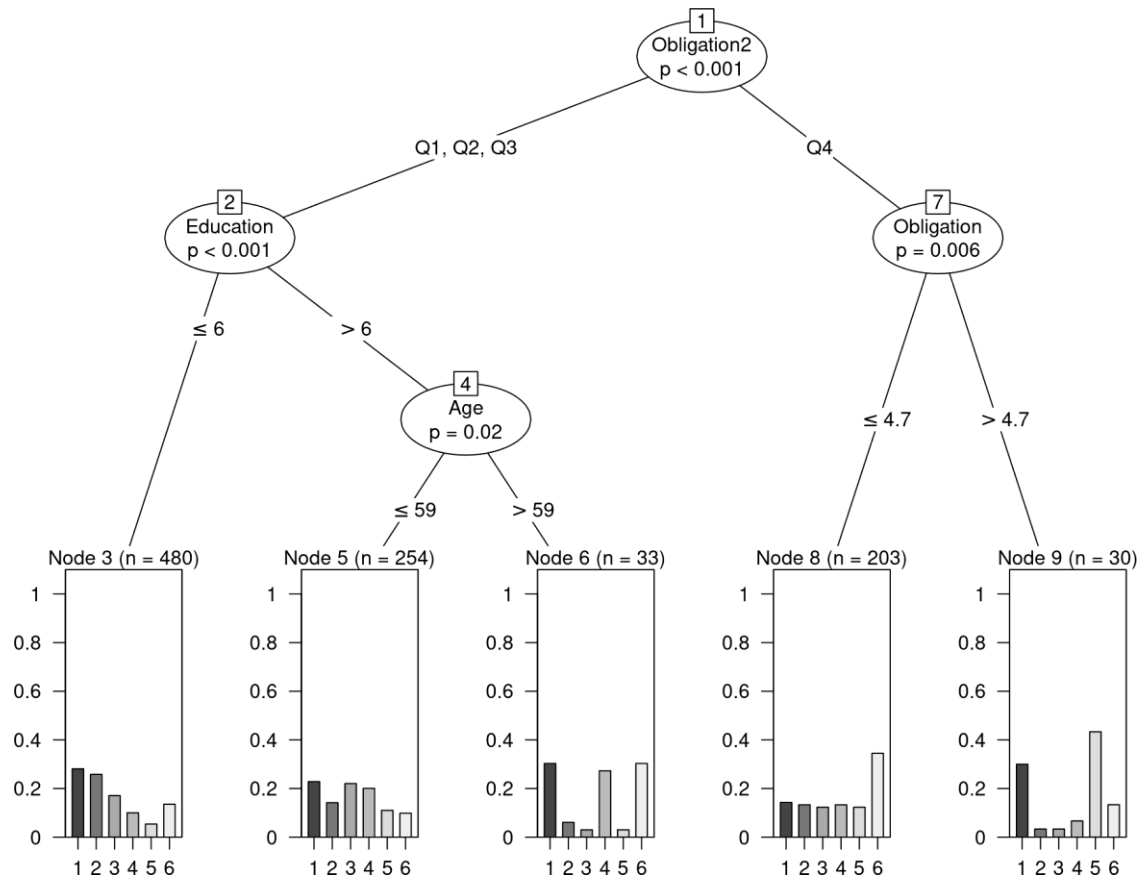 1
Obligation2
p < 0.001
Q1, Q2, Q3
Q4
2
Education
p < 0.001
7
Obligation
p = 0.006
≤ 6
> 6
4
Age
p = 0.02
≤ 4.7
> 4.7
≤ 59
> 59
Node 3 (n = 480)
1
0.8
0.6
0.4
0.2
0
1 2 3 4 5 6
Node 5 (n = 254)
1
0.8
0.6
0.4
0.2
0
1 2 3 4 5 6
Node 6 (n = 33)
1
0.8
0.6
0.4
0.2
0
1 2 3 4 5 6
Node 8 (n = 203)
1
0.8
0.6
0.4
0.2
0
1 2 3 4 5 6
Node 9 (n = 30)
1
0.8
0.6
0.4
0.2
0
1 2 3 4 5 6